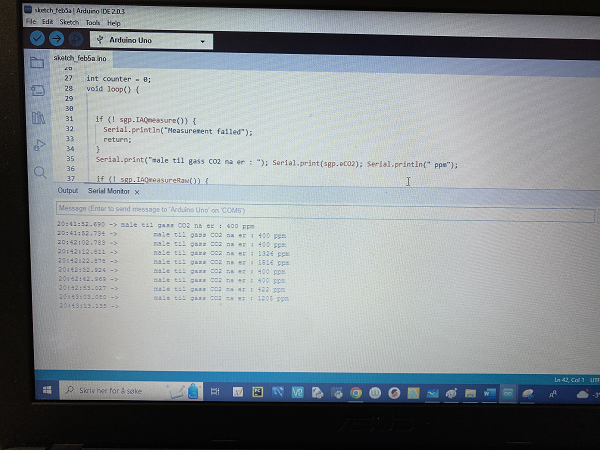 sketch_feb5a | Arduino IDE 2.0.3
File Edit Sketch Tools Help
Arduino Uno
sketch_feb5a.ino
26
27 int counter = 0;
28 void loop() {
29
30
31 if (! sgp.IAQmeasure()) {
32 Serial.println("Measurement failed");
33 return;
34 }
35 Serial.print("male til gass CO2 na er : "); Serial.print(sgp.eCO2); Serial.println(" ppm");
36
37 if (! sgp.IAQmeasureRaw()) {
Output Serial Monitor
Message (Enter to send message to 'Arduino Uno' on 'COM6')
20:41:52.690 -> male til gass CO2 na er : 400 ppm
20:41:52.794 -> male til gass CO2 na er : 400 ppm
20:42:02.783 -> male til gass CO2 na er : 400 ppm
20:42:12.811 -> male til gass CO2 na er : 1326 ppm
20:42:22.878 -> male til gass CO2 na er : 1816 ppm
20:42:32.924 -> male til gass CO2 na er : 400 ppm
20:42:42.969 -> male til gass CO2 na er : 400 ppm
20:42:53.027 -> male til gass CO2 na er : 422 ppm
20:43:03.080 -> male til gass CO2 na er : 1206 ppm
20:43:13.135 ->
Ln 42, Col 1 UTF
Skriv her for å søke
-3°
ASUS